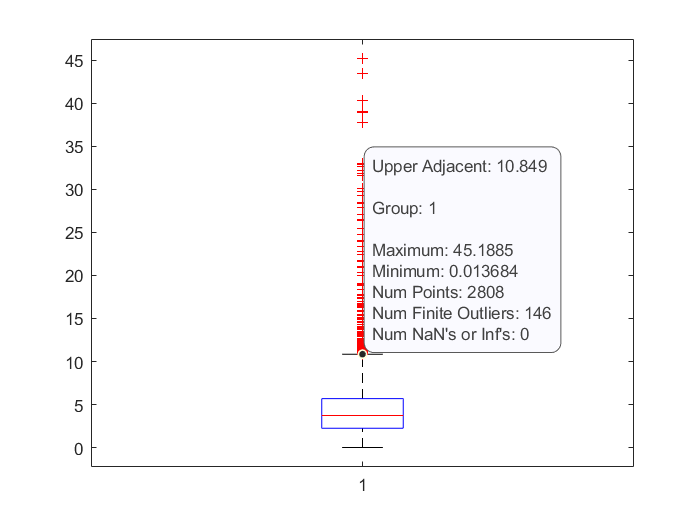 45
40
35
30
25
20
15
10
5
0
Upper Adjacent: 10.849
Group: 1
Maximum: 45.1885
Minimum: 0.013684
Num Points: 2808
Num Finite Outliers: 146
Num NaN's or Inf's: 0
1